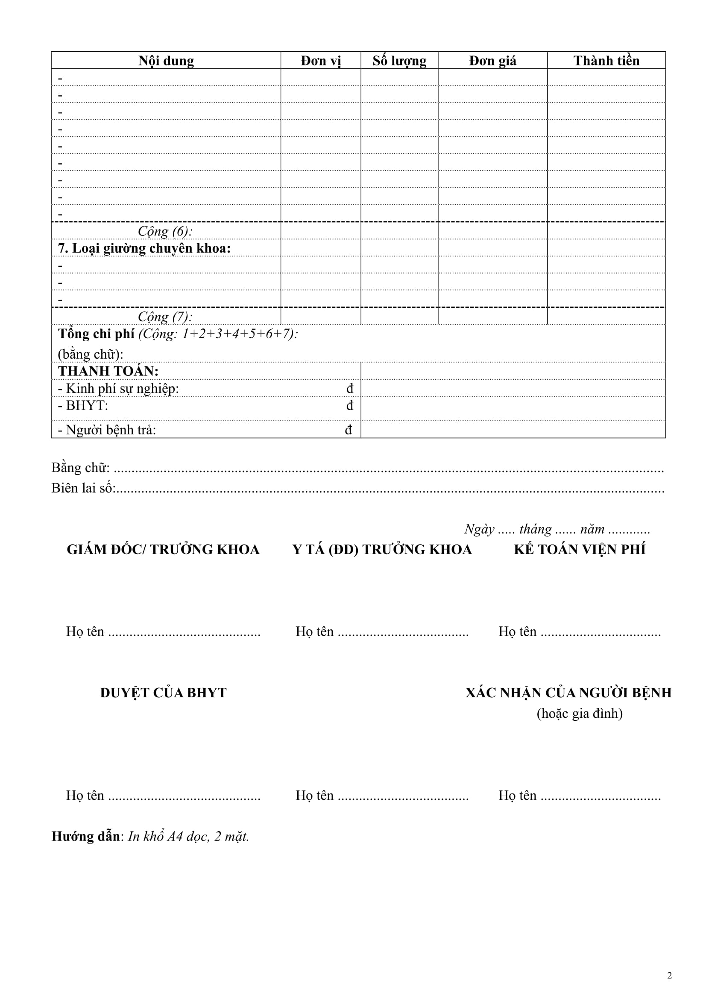 Nội dung Đơn vị Số lượng Đơn giá Thành tiền
-
-
-
-
-
-
-
-
-
Cộng (6):
7. Loại giường chuyên khoa:
-
-
-
Cộng (7):
Tổng chi phí (Cộng: 1+2+3+4+5+6+7):
(bằng chữ):
THANH TOÁN:
- Kinh phí sự nghiệp: đ
- BHYT: đ
- Người bệnh trả: đ
Bằng chữ: ..........................................................................................................................................................
Biên lai số:..........................................................................................................................................................
Ngày ..... tháng ...... năm ............
GIÁM ĐỐC/ TRƯỞNG KHOA Y TÁ (ĐD) TRƯỞNG KHOA KẾ TOÁN VIỆN PHÍ
Họ tên ........................................... Họ tên ..................................... Họ tên ..................................
DUYỆT CỦA BHYT XÁC NHẬN CỦA NGƯỜI BỆNH
(hoặc gia đình)
Họ tên ........................................... Họ tên ..................................... Họ tên ..................................
Hướng dẫn: In khổ A4 dọc, 2 mặt.
2